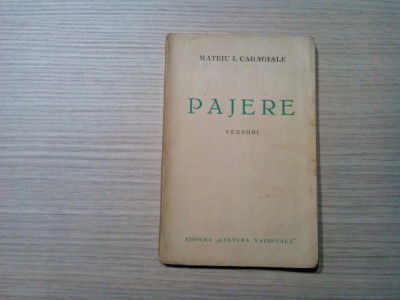 MATEIU I. CARAGIALE
PAJERE
VERSURI
EDITURA „CULTURA NAȚIONALĂ"